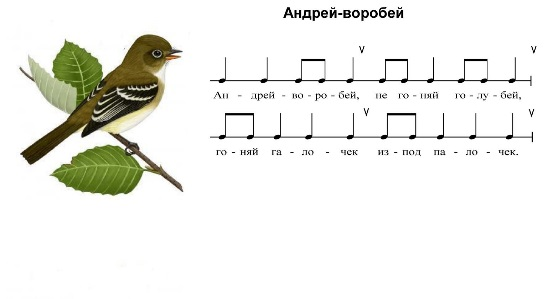 Андрей-воробей
Ан - дрей - во - ро - бей, не го - няй го - лу - бей,
го - няй га - ло - чек из - под па - ло - чек.